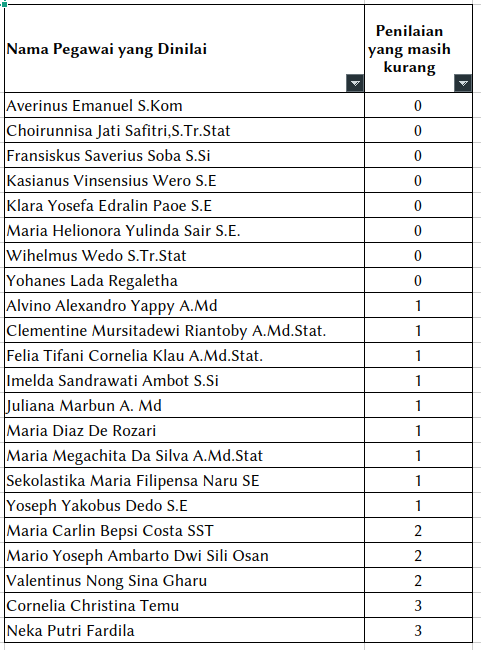 Nama Pegawai yang Dinilai
Penilaian
yang masih
kurang
Averinus Emanuel S.Kom 0
Choirunnisa Jati Safitri,S.Tr.Stat 0
Fransiskus Saverius Soba S.Si 0
Kasianus Vinsensius Wero S.E 0
Klara Yosefa Edralin Paoe S.E 0
Maria Helionora Yulinda Sair S.E. 0
Wihelmus Wedo S.Tr.Stat 0
Yohanes Lada Regaletha 0
Alvino Alexandro Yappy A.Md 1
Clementine Mursitadewi Riantoby A.Md.Stat. 1
Felia Tifani Cornelia Klau A.Md.Stat. 1
Imelda Sandrawati Ambot S.Si 1
Juliana Marbun A. Md 1
Maria Diaz De Rozari 1
Maria Megachita Da Silva A.Md.Stat 1
Sekolastika Maria Filipensa Naru SE 1
Yoseph Yakobus Dedo S.E 1
Maria Carlin Bepsi Costa SST 2
Mario Yoseph Ambarto Dwi Sili Osan 2
Valentinus Nong Sina Gharu 2
Cornelia Christina Temu 3
Neka Putri Fardila 3